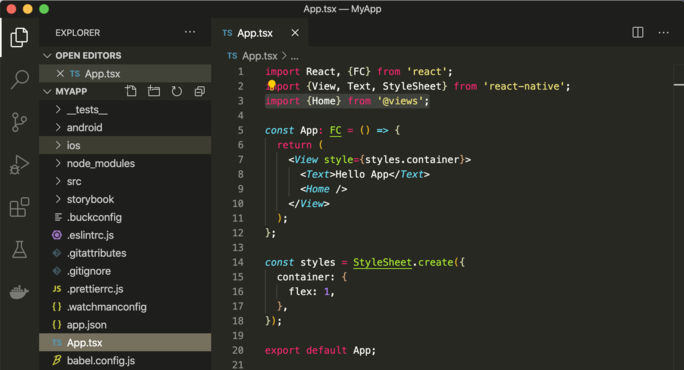 App.tsx — MyApp
EXPLORER
OPEN EDITORS
TS App.tsx
MYAPP
__tests__
android
ios
node_modules
src
storybook
.buckconfig
.eslintrc.js
.gitattributes
.gitignore
JS .prettierrc.js
{ } .watchmanconfig
{ } app.json
TS App.tsx
babel.config.js
TS App.tsx
TS App.tsx > ...
1 import React, {FC} from 'react';
2 import {View, Text, StyleSheet} from 'react-native';
3 import {Home} from '@views';
4
5 const App: FC = () => {
6 return (
7 <View style={styles.container}>
8 <Text>Hello App</Text>
9 <Home />
10 </View>
11 );
12 };
13
14 const styles = StyleSheet.create({
15 container: {
16 flex: 1,
17 },
18 });
19
20 export default App;
21